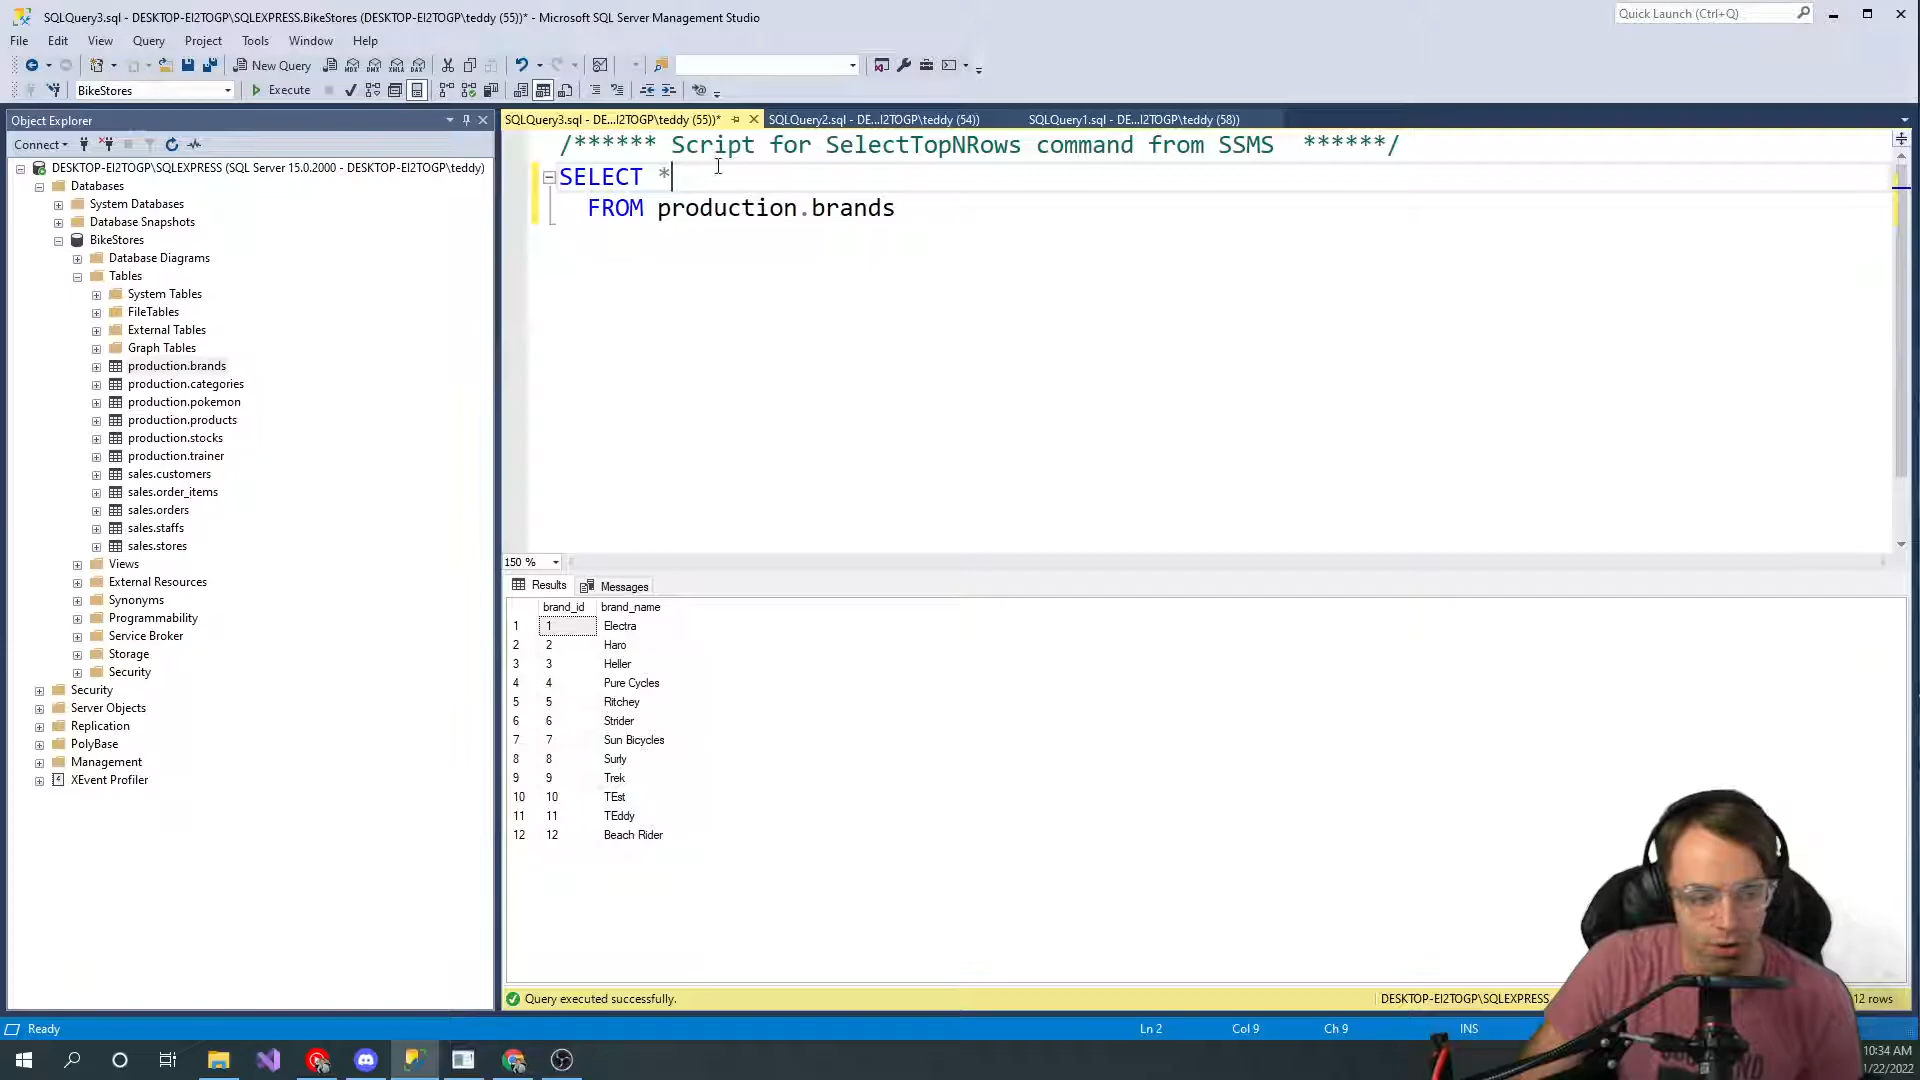 SQLQuery3.sql - DESKTOP-EI2TOGP\SQLEXPRESS.BikeStores (DESKTOP-EI2TOGP\teddy (55))* - Microsoft SQL Server Management Studio
Quick Launch (Ctrl+Q)
File Edit View Query Project Tools Window Help
New Query
BikeStores
Execute
Object Explorer
SQLQuery3.sql - DE...I2TOGP\teddy (55))*
SQLQuery2.sql - DE...I2TOGP\teddy (54))
SQLQuery1.sql - DE...I2TOGP\teddy (58))
Connect
DESKTOP-EI2TOGP\SQLEXPRESS (SQL Server 15.0.2000 - DESKTOP-EI2TOGP\teddy)
Databases
System Databases
Database Snapshots
BikeStores
Database Diagrams
Tables
System Tables
FileTables
External Tables
Graph Tables
production.brands
production.categories
production.pokemon
production.products
production.stocks
production.trainer
sales.customers
sales.order_items
sales.orders
sales.staffs
sales.stores
Views
External Resources
Synonyms
Programmability
Service Broker
Storage
Security
Security
Server Objects
Replication
PolyBase
Management
XEvent Profiler
/****** Script for SelectTopNRows command from SSMS ******/
SELECT *
FROM production.brands
150 %
Results Messages
brand_id brand_name
1 1 Electra
2 2 Haro
3 3 Heller
4 4 Pure Cycles
5 5 Ritchey
6 6 Strider
7 7 Sun Bicycles
8 8 Surly
9 9 Trek
10 10 TEst
11 11 TEddy
12 12 Beach Rider
Query executed successfully.
DESKTOP-EI2TOGP\SQLEXPRESS
12 rows
Ready
Ln 2
Col 9
Ch 9
INS
10:34 AM
1/22/2022